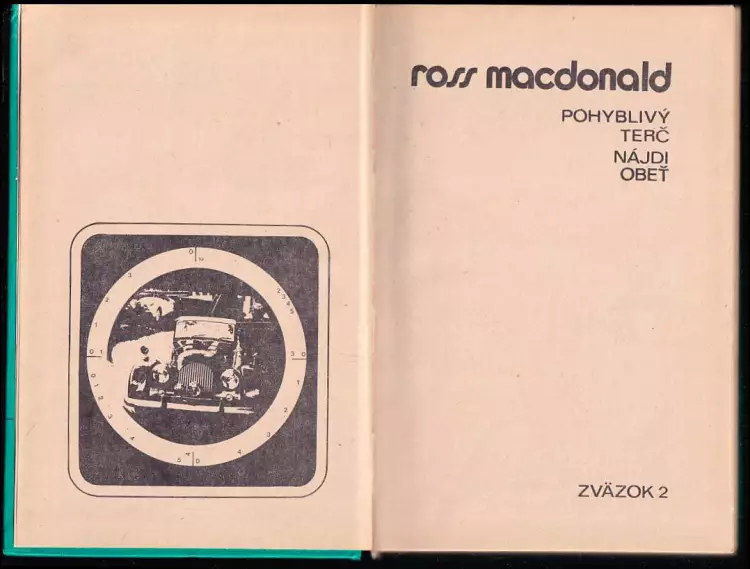 ross macdonald
POHYBLIVÝ
TERČ
NÁJDI
OBEŤ
ZVÄZOK 2